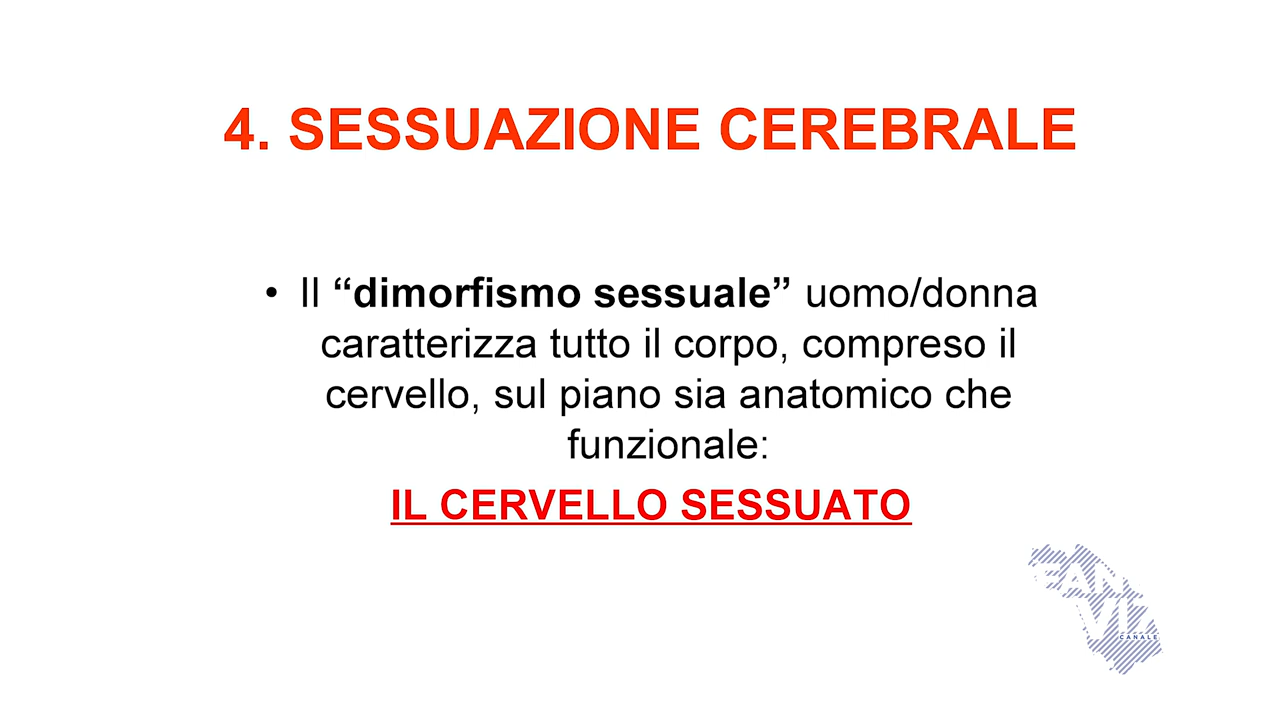 4. SESSUAZIONE CEREBRALE
• Il “dimorfismo sessuale” uomo/donna
caratterizza tutto il corpo, compreso il
cervello, sul piano sia anatomico che
funzionale:
IL CERVELLO SESSUATO
CANALE